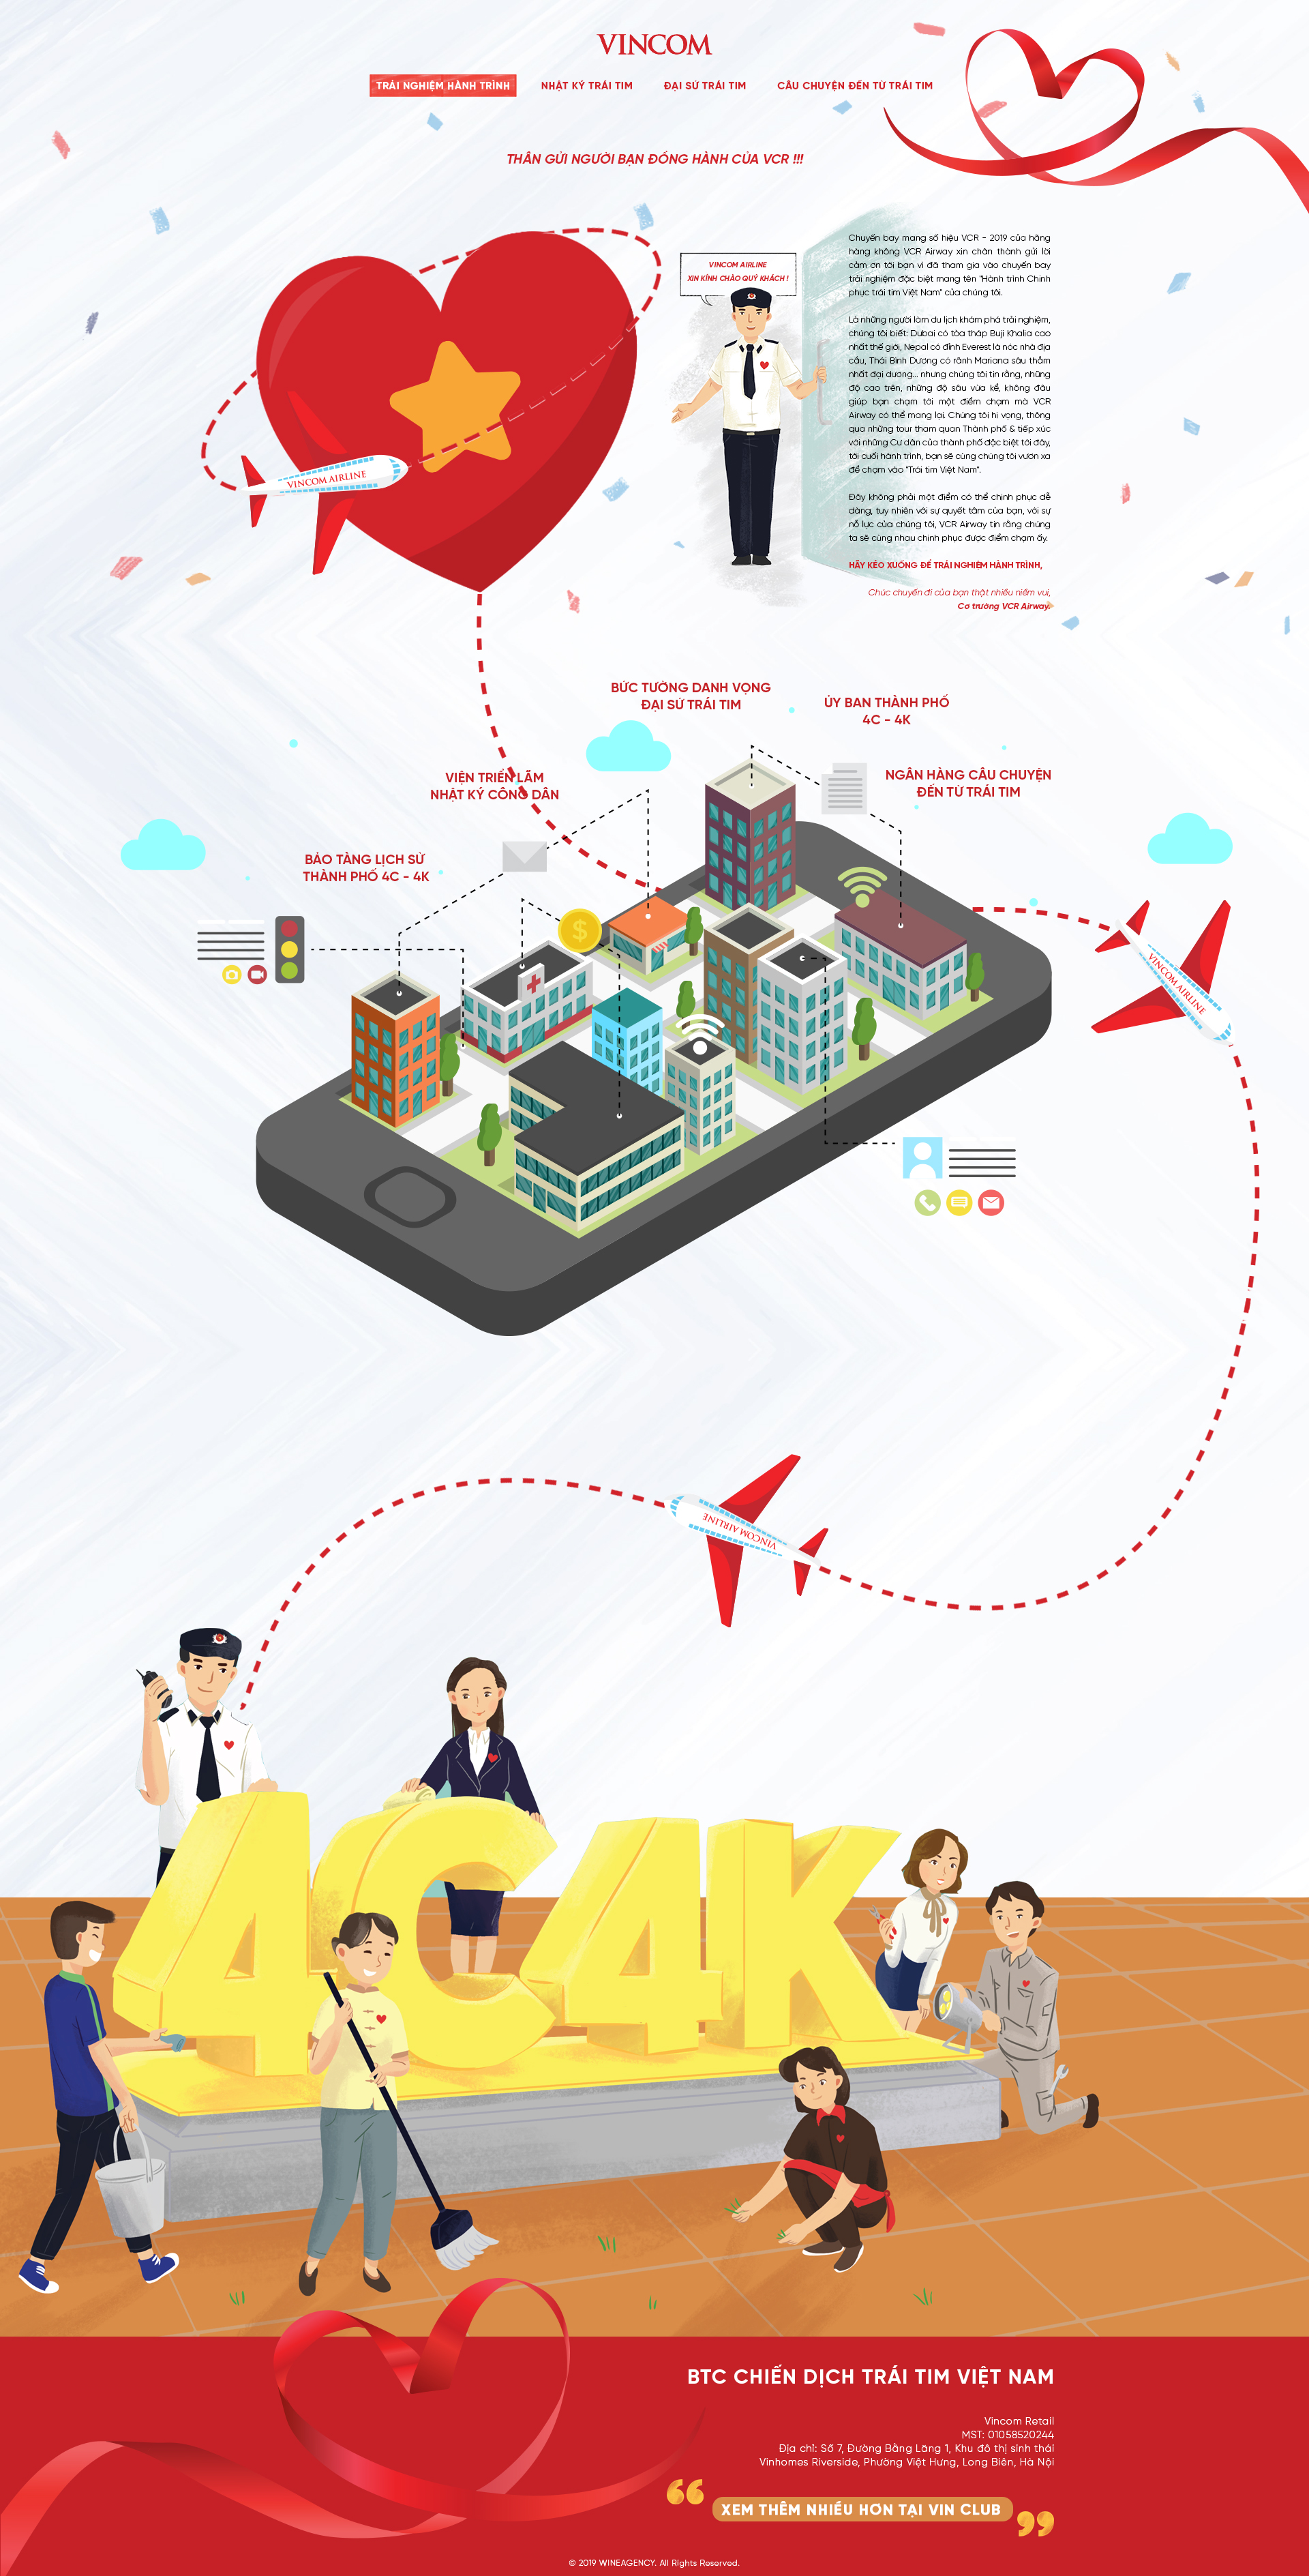 VINCOM
TRẢI NGHIỆM HÀNH TRÌNH
NHẬT KÝ TRÁI TIM
ĐẠI SỨ TRÁI TIM
CÂU CHUYỆN ĐẾN TỪ TRÁI TIM
THÂN GỬI NGƯỜI BẠN ĐỒNG HÀNH CỦA VCR !!!
VINCOM AIRLINE
VINCOM AIRLINE
XIN KÍNH CHÀO QUÝ KHÁCH !
Chuyến bay mang số hiệu VCR - 2019 của hãng
hàng không VCR Airway xin chân thành gửi lời
cảm ơn tới bạn vì đã tham gia vào chuyến bay
trải nghiệm đặc biệt mang tên "Hành trình Chinh
phục trái tim Việt Nam" của chúng tôi.
Là những người làm du lịch khám phá trải nghiệm,
chúng tôi biết: Dubai có tòa tháp Buji Khalia cao
nhất thế giới, Nepal có đỉnh Everest là nóc nhà địa
cầu, Thái Bình Dương có rãnh Mariana sâu thẳm
nhất đại dương... nhưng chúng tôi tin rằng, những
độ cao trên, những độ sâu vừa kể, không đâu
giúp bạn chạm tới một điểm chạm mà VCR
Airway có thể mang lại. Chúng tôi hi vọng, thông
qua những tour tham quan Thành phố & tiếp xúc
với những Cư dân của thành phố đặc biệt tôi đây,
tới cuối hành trình, bạn sẽ cùng chúng tôi vươn xa
để chạm vào "Trái tim Việt Nam".
Đây không phải một điểm có thể chinh phục dễ
dàng, tuy nhiên với sự quyết tâm của bạn, với sự
nỗ lực của chúng tôi, VCR Airway tin rằng chúng
ta sẽ cùng nhau chinh phục được điểm chạm ấy.
HÃY KÉO XUỐNG ĐỂ TRẢI NGHIỆM HÀNH TRÌNH,
Chúc chuyến đi của bạn thật nhiều niềm vui,
Cơ trưởng VCR Airway.
BỨC TƯỜNG DANH VỌNG
ĐẠI SỨ TRÁI TIM
ỦY BAN THÀNH PHỐ
4C - 4K
VIỆN TRIỂN LÃM
NHẬT KÝ CÔNG DÂN
NGÂN HÀNG CÂU CHUYỆN
ĐẾN TỪ TRÁI TIM
BẢO TÀNG LỊCH SỬ
THÀNH PHỐ 4C - 4K
$
VINCOM AIRLINE
VINCOM AIRLINE
4C4K
BTC CHIẾN DỊCH TRÁI TIM VIỆT NAM
Vincom Retail
MST: 01058520244
Địa chỉ: Số 7, Đường Bằng Lăng 1, Khu đô thị sinh thái
Vinhomes Riverside, Phường Việt Hưng, Long Biên, Hà Nội
“ XEM THÊM NHIỀU HƠN TẠI VIN CLUB ”
© 2019 WINEAGENCY. All Rights Reserved.